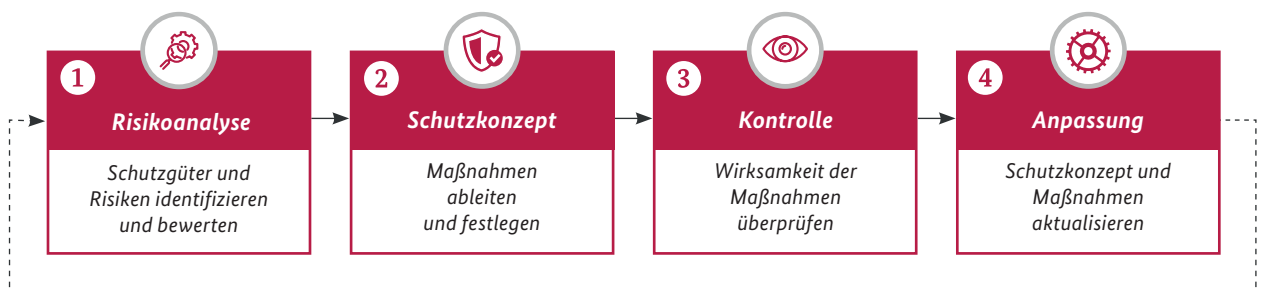 1
Risikoanalyse
Schutzgüter und
Risiken identifizieren
und bewerten
2
Schutzkonzept
Maßnahmen
ableiten
und festlegen
3
Kontrolle
Wirksamkeit der
Maßnahmen
überprüfen
4
Anpassung
Schutzkonzept und
Maßnahmen
aktualisieren